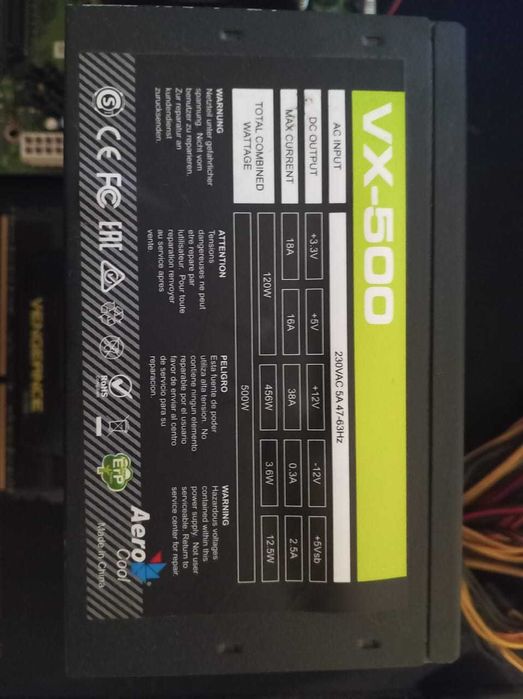 VX-500
AC INPUT 230VAC 5A 47-63Hz
DC OUTPUT +3.3V +5V +12V -12V +5Vsb
MAX CURRENT 18A 16A 38A 0.3A 2.5A
TOTAL COMBINED
WATTAGE
120W 456W 3.6W 12.5W
500W
WARNUNG
Netzteil unter gefahrlicher
spannung. Nicht vom
benutzer zu reparieren.
Zur reparatur an
kundendienst
zurucksenden.
ATTENTION
Tensions
dangereuses ne peut
etre repare par
lutilisateur. Pour toute
reparation renvoyer
au service apres
vente.
PELIGRO
Esta fuente de poder
utiliza alta tension. No
contiene ningun elemento
reparable por el usuario
favor de enviar al centro
de servicio para su
reparacion.
WARNING
Hazardous voltages
contained within this
power supply. Not user
serviceable. Return to
service center for repair.
S CE FC EAC
RoHS
ErP
Aero
Cool
Made in China
VENGEANCE